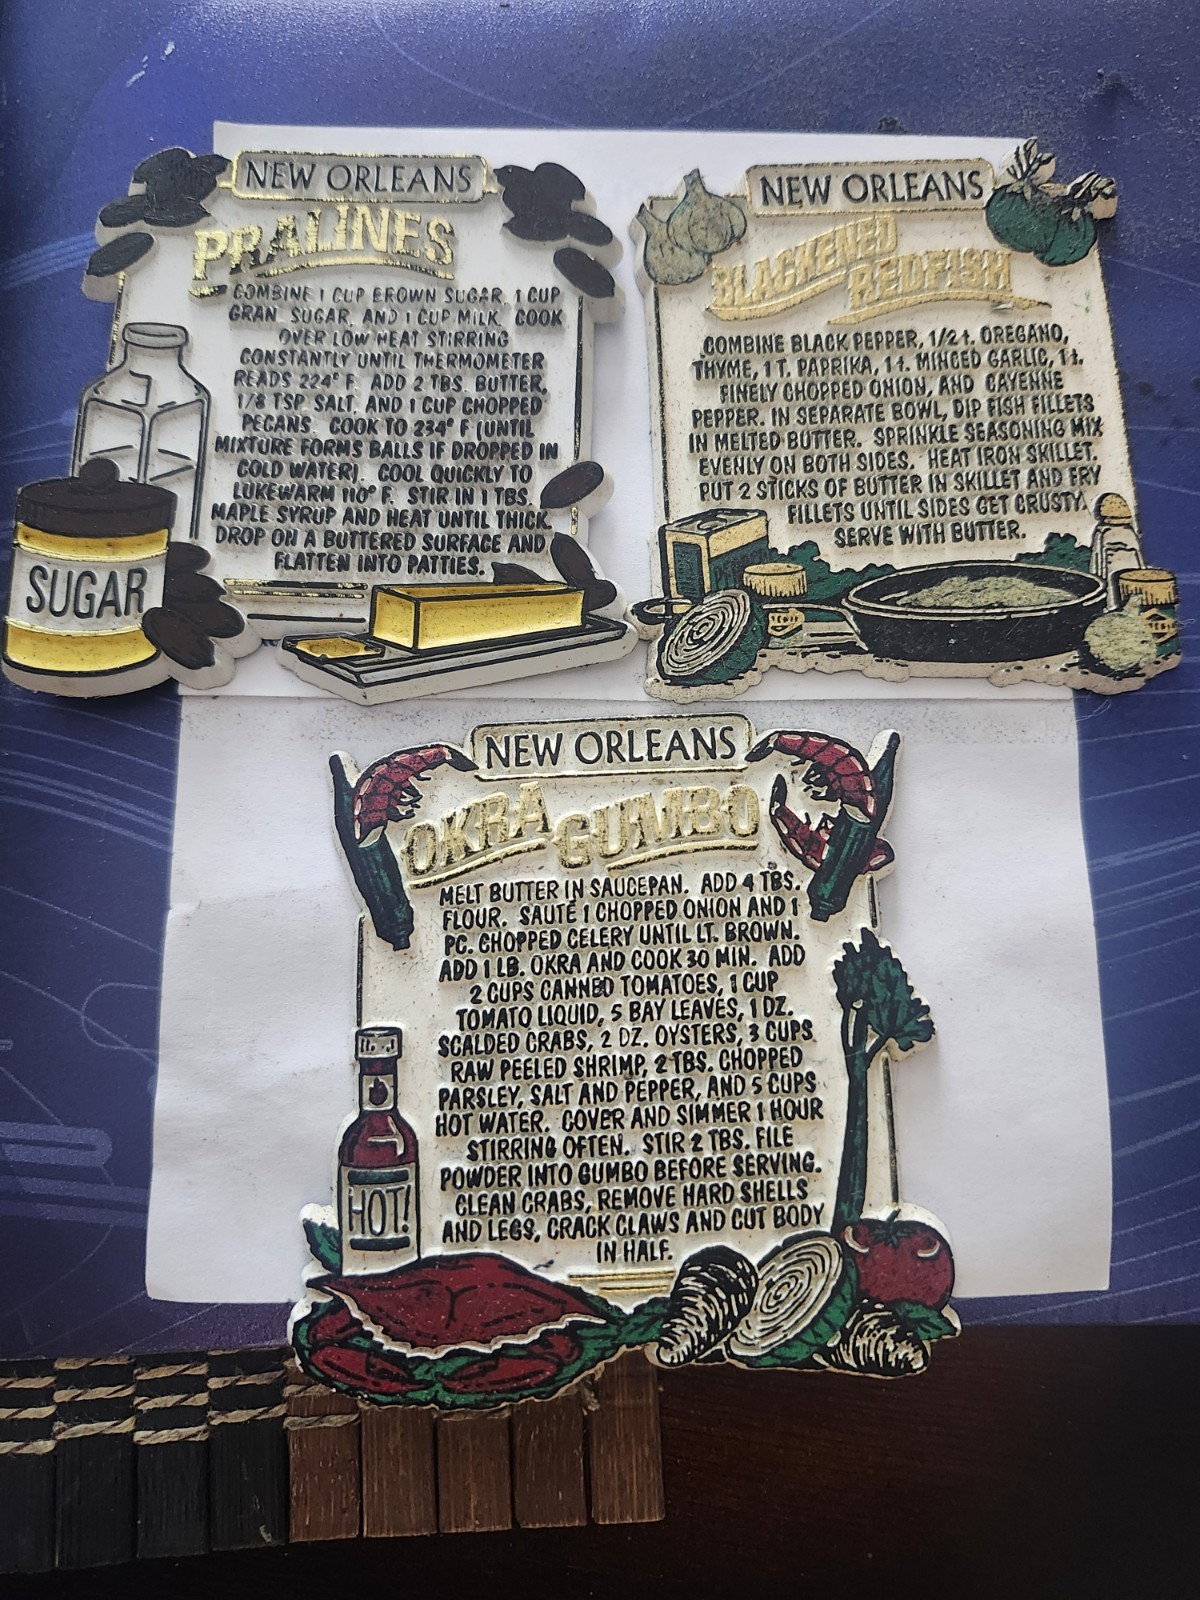 NEW ORLEANS
PRALINES
COMBINE 1 CUP BROWN SUGAR, 1 CUP
GRAN. SUGAR, AND 1 CUP MILK. COOK
OVER LOW HEAT STIRRING
CONSTANTLY UNTIL THERMOMETER
READS 224° F. ADD 2 TBS. BUTTER,
1/8 TSP. SALT, AND 1 CUP CHOPPED
PECANS. COOK TO 234° F (UNTIL
MIXTURE FORMS BALLS IF DROPPED IN
COLD WATER). COOL QUICKLY TO
LUKEWARM 110° F. STIR IN 1 TBS.
MAPLE SYRUP AND HEAT UNTIL THICK.
DROP ON A BUTTERED SURFACE AND
FLATTEN INTO PATTIES.
SUGAR
NEW ORLEANS
BLACKENED
REDFISH
COMBINE BLACK PEPPER, 1/2 t. OREGANO,
THYME, 1 T. PAPRIKA, 1 t. MINCED GARLIC, 1 t.
FINELY CHOPPED ONION, AND CAYENNE
PEPPER. IN SEPARATE BOWL, DIP FISH FILLETS
IN MELTED BUTTER. SPRINKLE SEASONING MIX
EVENLY ON BOTH SIDES. HEAT IRON SKILLET.
PUT 2 STICKS OF BUTTER IN SKILLET AND FRY
FILLETS UNTIL SIDES GET CRUSTY.
SERVE WITH BUTTER.
NEW ORLEANS
OKRA GUMBO
MELT BUTTER IN SAUCEPAN. ADD 4 TBS.
FLOUR. SAUTÉ 1 CHOPPED ONION AND 1
PC. CHOPPED CELERY UNTIL LT. BROWN.
ADD 1 LB. OKRA AND COOK 30 MIN. ADD
2 CUPS CANNED TOMATOES, 1 CUP
TOMATO LIQUID, 5 BAY LEAVES, 1 DZ.
SCALDED CRABS, 2 DZ. OYSTERS, 3 CUPS
RAW PEELED SHRIMP, 2 TBS. CHOPPED
PARSLEY, SALT AND PEPPER, AND 5 CUPS
HOT WATER. COVER AND SIMMER 1 HOUR
STIRRING OFTEN. STIR 2 TBS. FILE
POWDER INTO GUMBO BEFORE SERVING.
CLEAN CRABS, REMOVE HARD SHELLS
AND LEGS, CRACK CLAWS AND CUT BODY
IN HALF.
HOT!